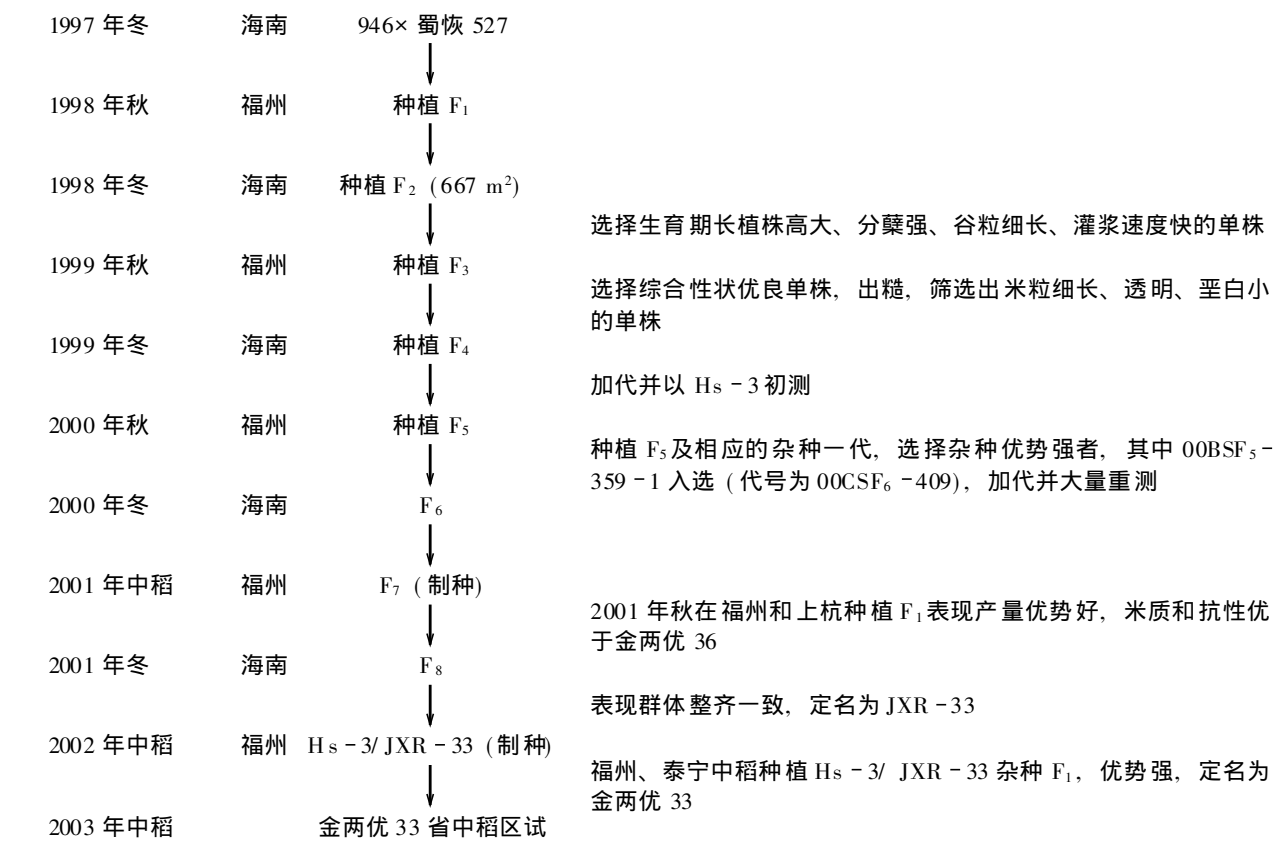 1997 年冬 海南 946× 蜀恢 527
1998 年秋 福州 种植 F₁
1998 年冬 海南 种植 F₂ (667 m²)
选择生育期长植株高大、分蘖强、谷粒细长、灌浆速度快的单株
1999 年秋 福州 种植 F₃
选择综合性状优良单株, 出糙, 筛选出米粒细长、透明、垩白小
的单株
1999 年冬 海南 种植 F₄
加代并以 Hs -3 初测
2000 年秋 福州 种植 F₅
种植 F₅及相应的杂种一代, 选择杂种优势强者, 其中 00BSF₅-
359 -1 入选 (代号为 00CSF₆ -409), 加代并大量重测
2000 年冬 海南 F₆
2001 年中稻 福州 F₇ (制种)
2001 年秋在福州和上杭种植 F₁表现产量优势好, 米质和抗性优
于金两优 36
2001 年冬 海南 F₈
表现群体整齐一致, 定名为 JXR -33
2002 年中稻 福州 Hs -3/ JXR -33 (制种)
福州、泰宁中稻种植 Hs -3/ JXR -33 杂种 F₁, 优势强, 定名为
金两优 33
2003 年中稻 金两优 33 省中稻区试